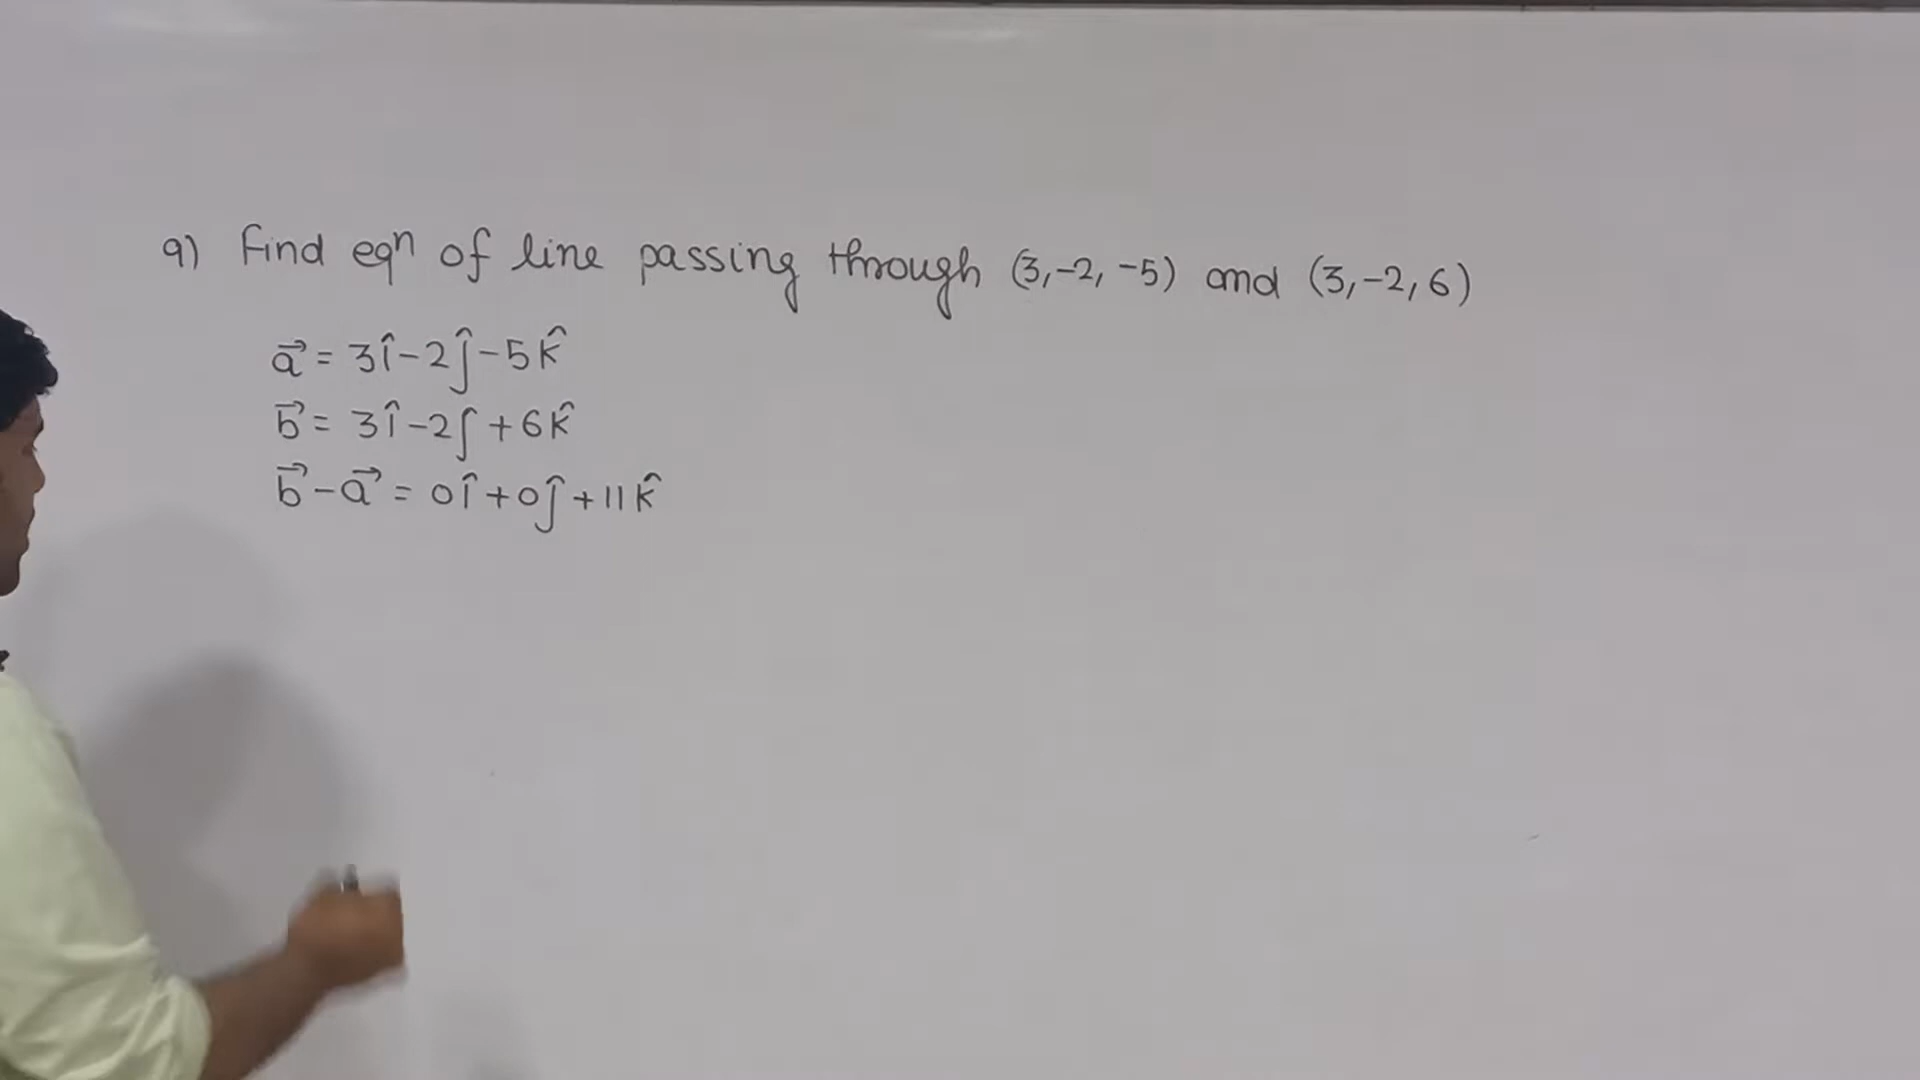 9) Find eqⁿ of line passing through (3,-2, -5) and (3,-2, 6)
a⃗ = 3î-2ĵ-5k̂
b⃗ = 3î-2ĵ+6k̂
b⃗-a⃗ = 0î+0ĵ+11k̂